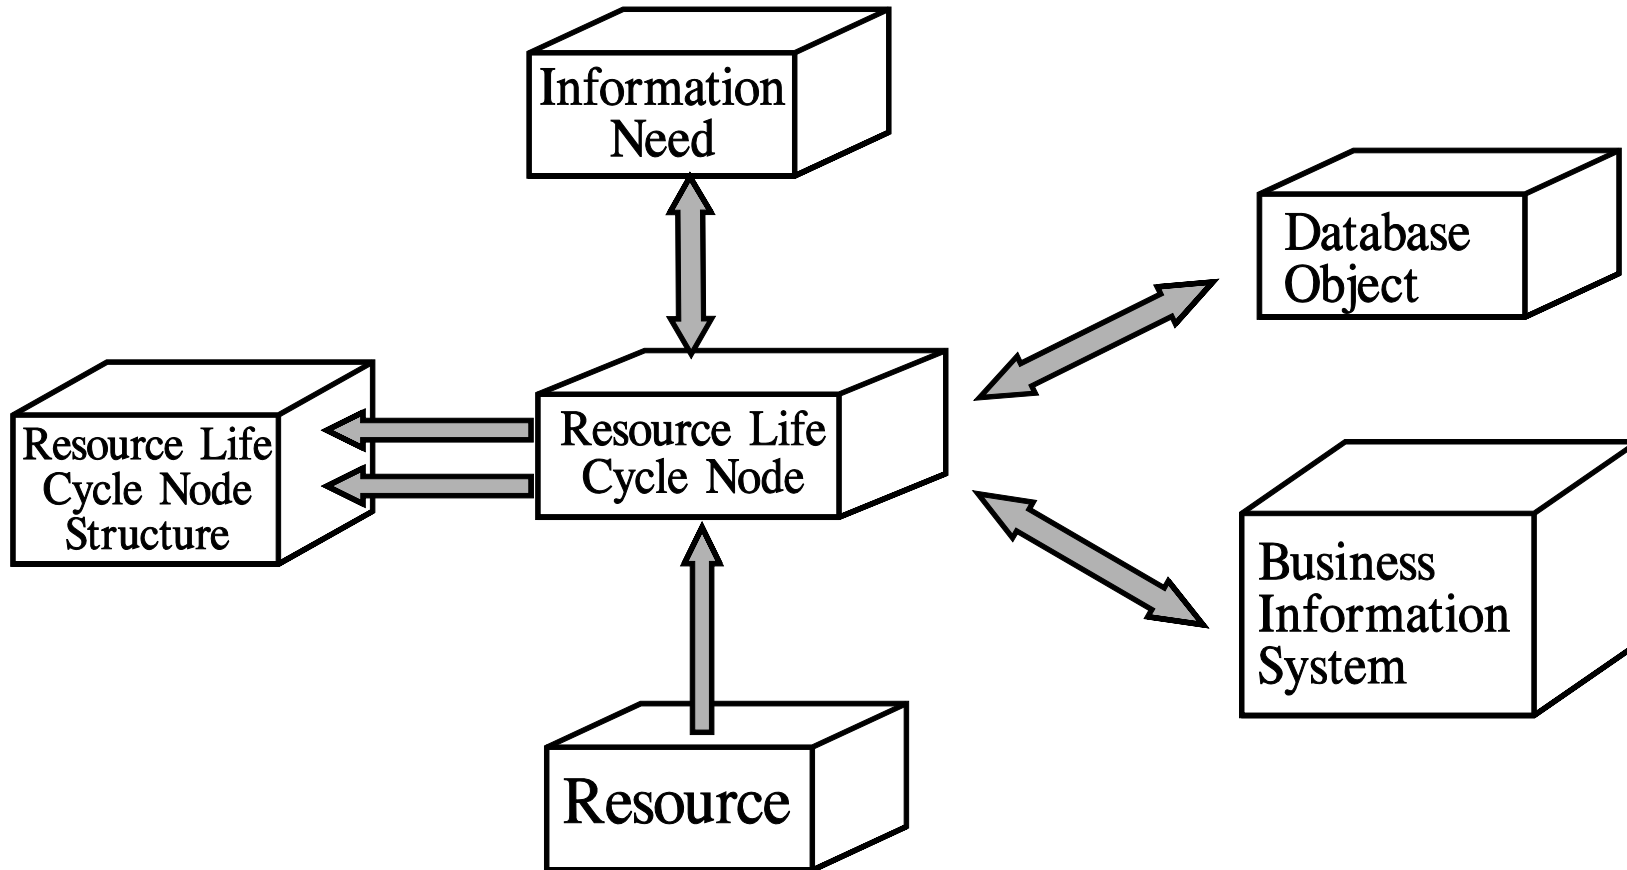 Information
Need
Database
Object
Resource Life
Cycle Node
Structure
Resource Life
Cycle Node
Business
Information
System
Resource